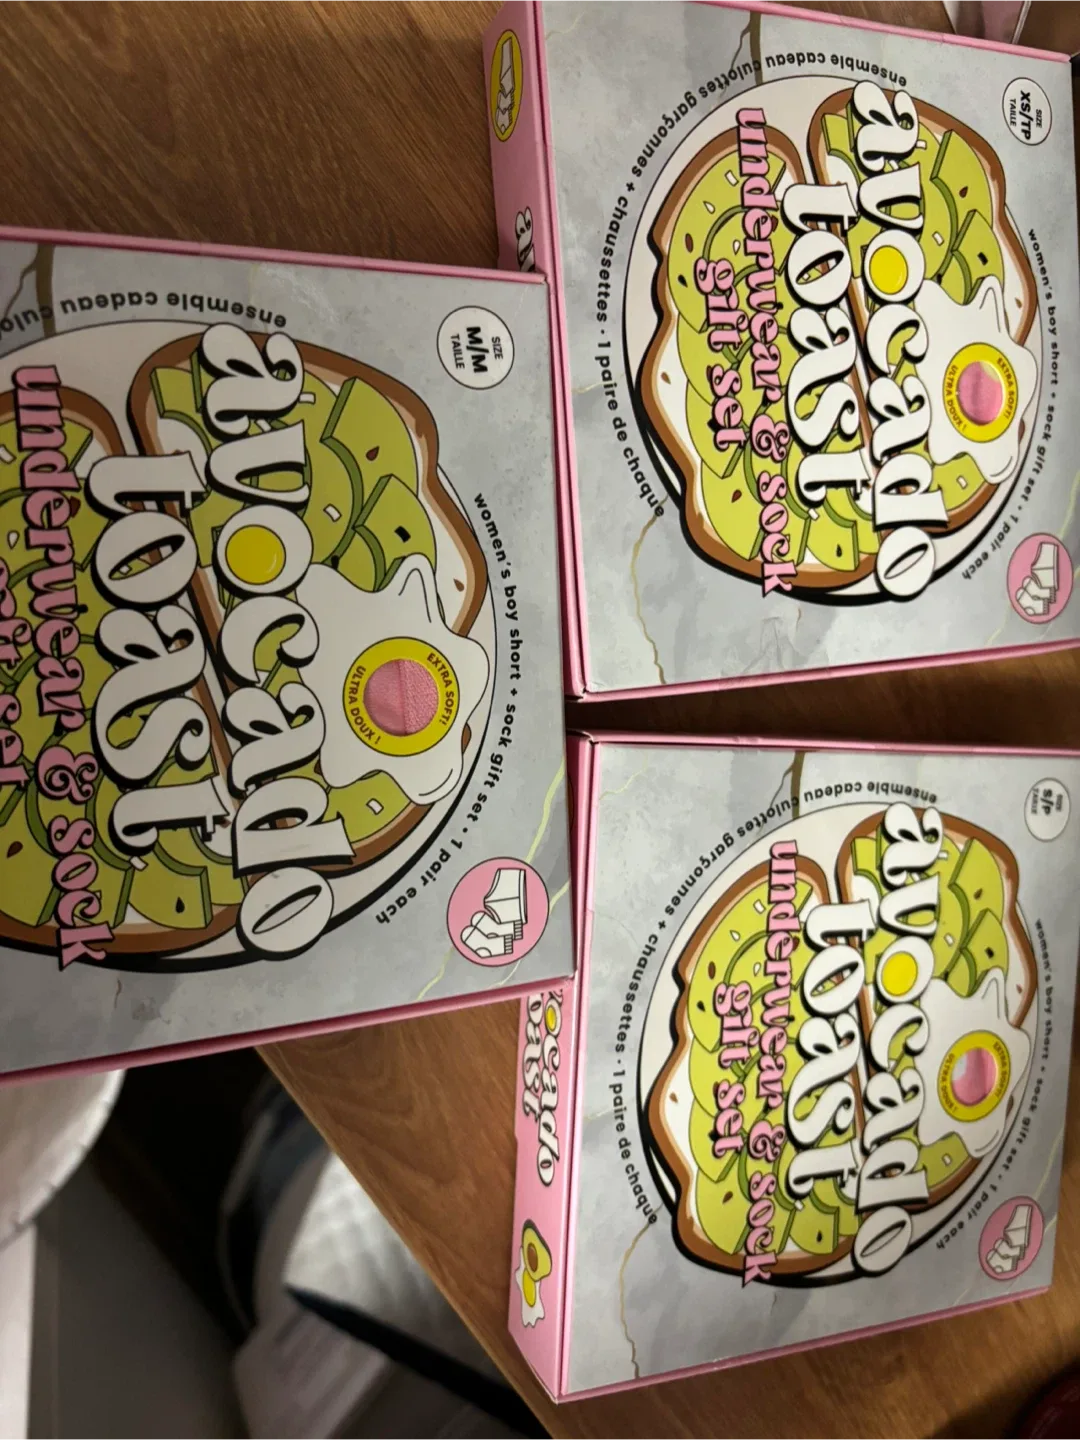 SIZE
XS/TP
TAILLE
ensemble cadeau culottes garçonnes + chaussettes · 1 paire de chaque
women's boy short + sock gift set · 1 pair each
avocado
toast
underwear & sock
gift set
EXTRA SOFT!
ULTRA DOUX !
SIZE
M/M
TAILLE
ensemble cadeau
women's boy short + sock gift set · 1 pair each
avocado
toast
underwear & sock
gift set
EXTRA SOFT!
ULTRA DOUX !
SIZE
S/P
TAILLE
ensemble cadeau culottes garçonnes + chaussettes · 1 paire de chaque
women's boy short + sock gift set · 1 pair each
avocado
toast
underwear & sock
gift set
EXTRA SOFT!
ULTRA DOUX !